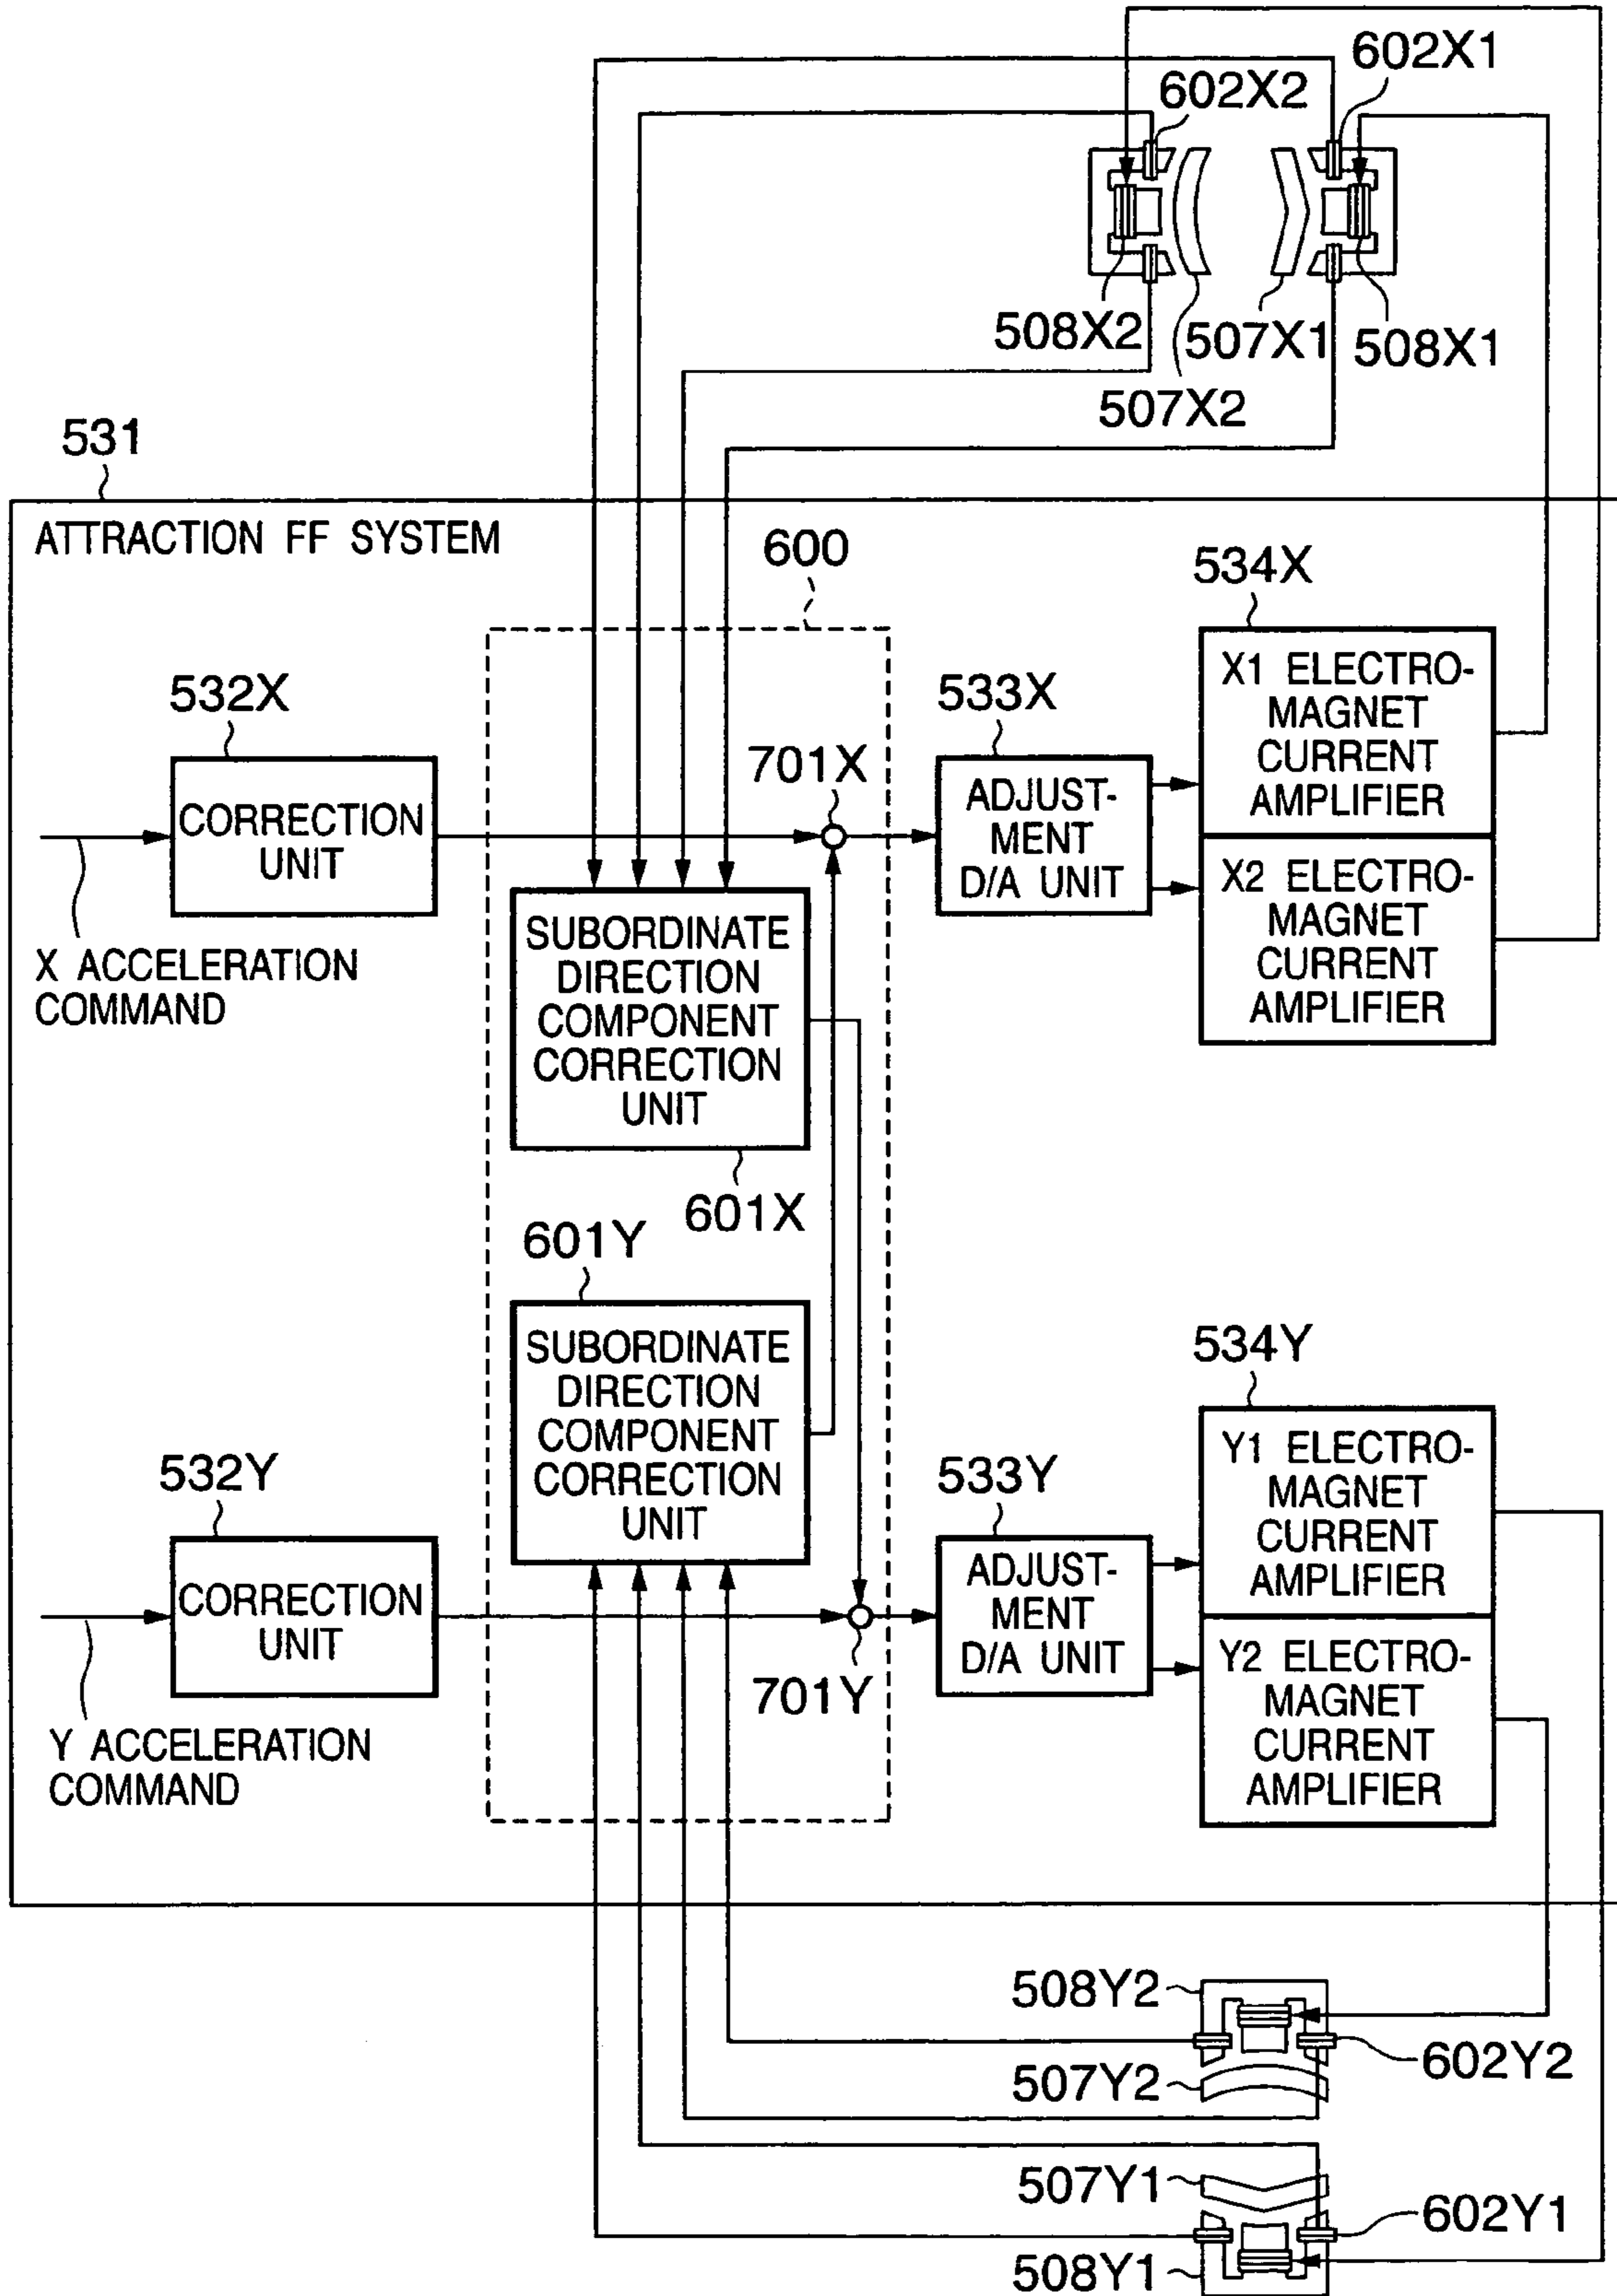 602X1
602X2
508X2
507X1
508X1
507X2
531
ATTRACTION FF SYSTEM
600
534X
532X
533X
X1 ELECTRO-
MAGNET
CURRENT
AMPLIFIER
701X
CORRECTION
UNIT
ADJUST-
MENT
D/A UNIT
X2 ELECTRO-
MAGNET
CURRENT
AMPLIFIER
X ACCELERATION
COMMAND
SUBORDINATE
DIRECTION
COMPONENT
CORRECTION
UNIT
601X
601Y
SUBORDINATE
DIRECTION
COMPONENT
CORRECTION
UNIT
534Y
532Y
533Y
Y1 ELECTRO-
MAGNET
CURRENT
AMPLIFIER
CORRECTION
UNIT
ADJUST-
MENT
D/A UNIT
701Y
Y2 ELECTRO-
MAGNET
CURRENT
AMPLIFIER
Y ACCELERATION
COMMAND
508Y2
602Y2
507Y2
507Y1
602Y1
508Y1